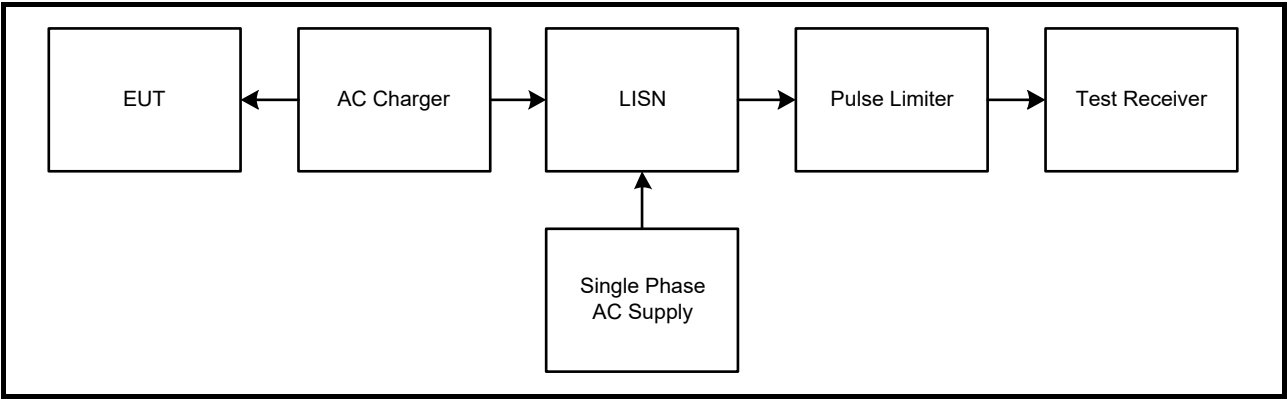 EUT
AC Charger
LISN
Pulse Limiter
Test Receiver
Single Phase
AC Supply